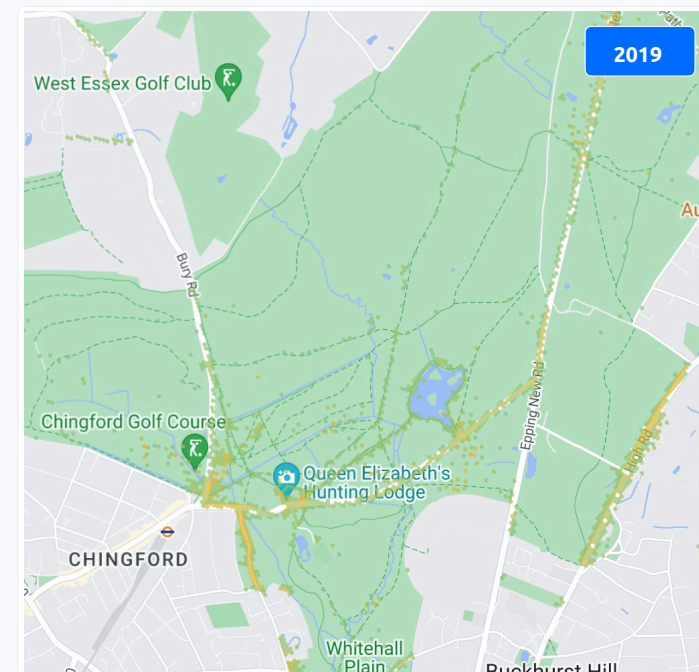 2019
West Essex Golf Club
Au
Bury Rd
Epping New Rd
Chingford Golf Course
High Rd
Queen Elizabeth's
Hunting Lodge
CHINGFORD
Whitehall
Plain
Buckhurst Hill